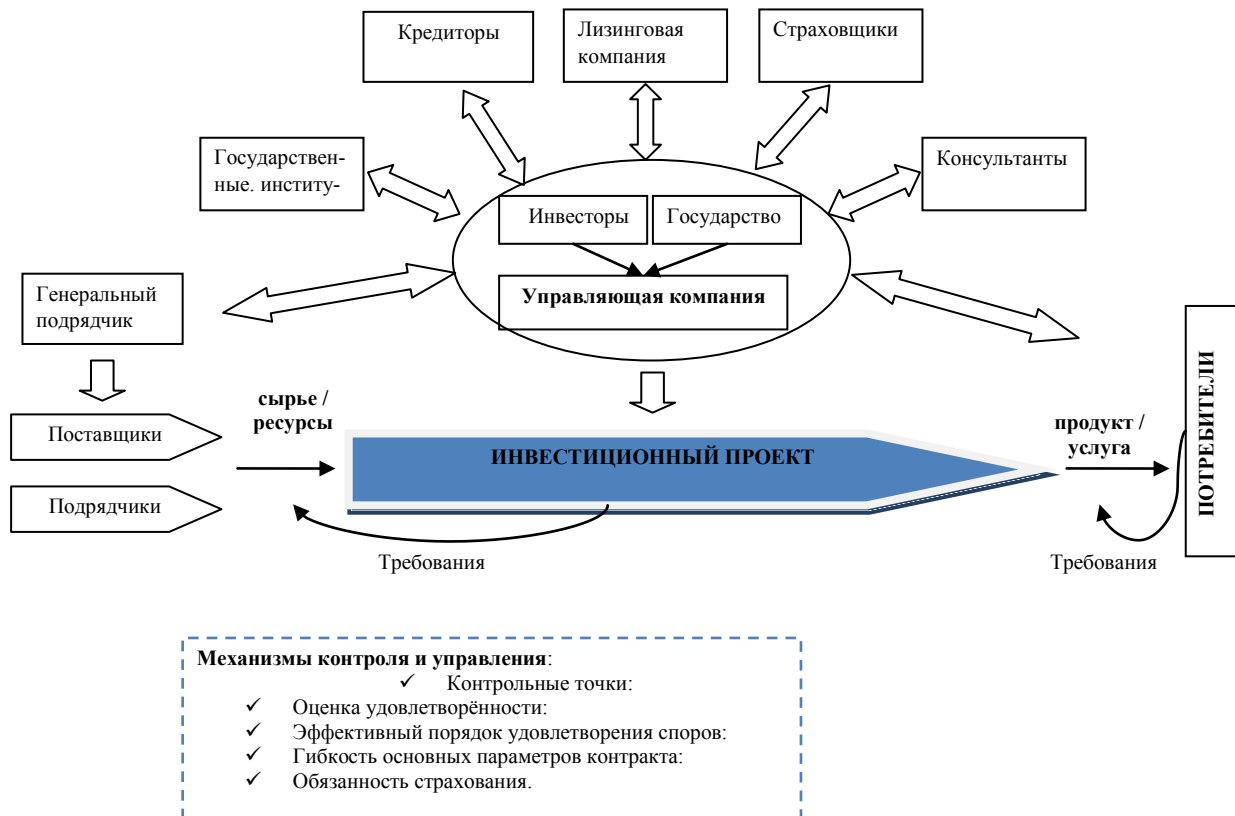 Кредиторы
Лизинговая
компания
Страховщики
Государствен-
ные. институ-
Консультанты
Инвесторы
Государство
Управляющая компания
Генеральный
подрядчик
Поставщики
Подрядчики
сырье /
ресурсы
ИНВЕСТИЦИОННЫЙ ПРОЕКТ
продукт /
услуга
ПОТРЕБИТЕЛИ
Требования
Требования
Механизмы контроля и управления:
✓ Контрольные точки:
✓ Оценка удовлетворённости:
✓ Эффективный порядок удовлетворения споров:
✓ Гибкость основных параметров контракта:
✓ Обязанность страхования.